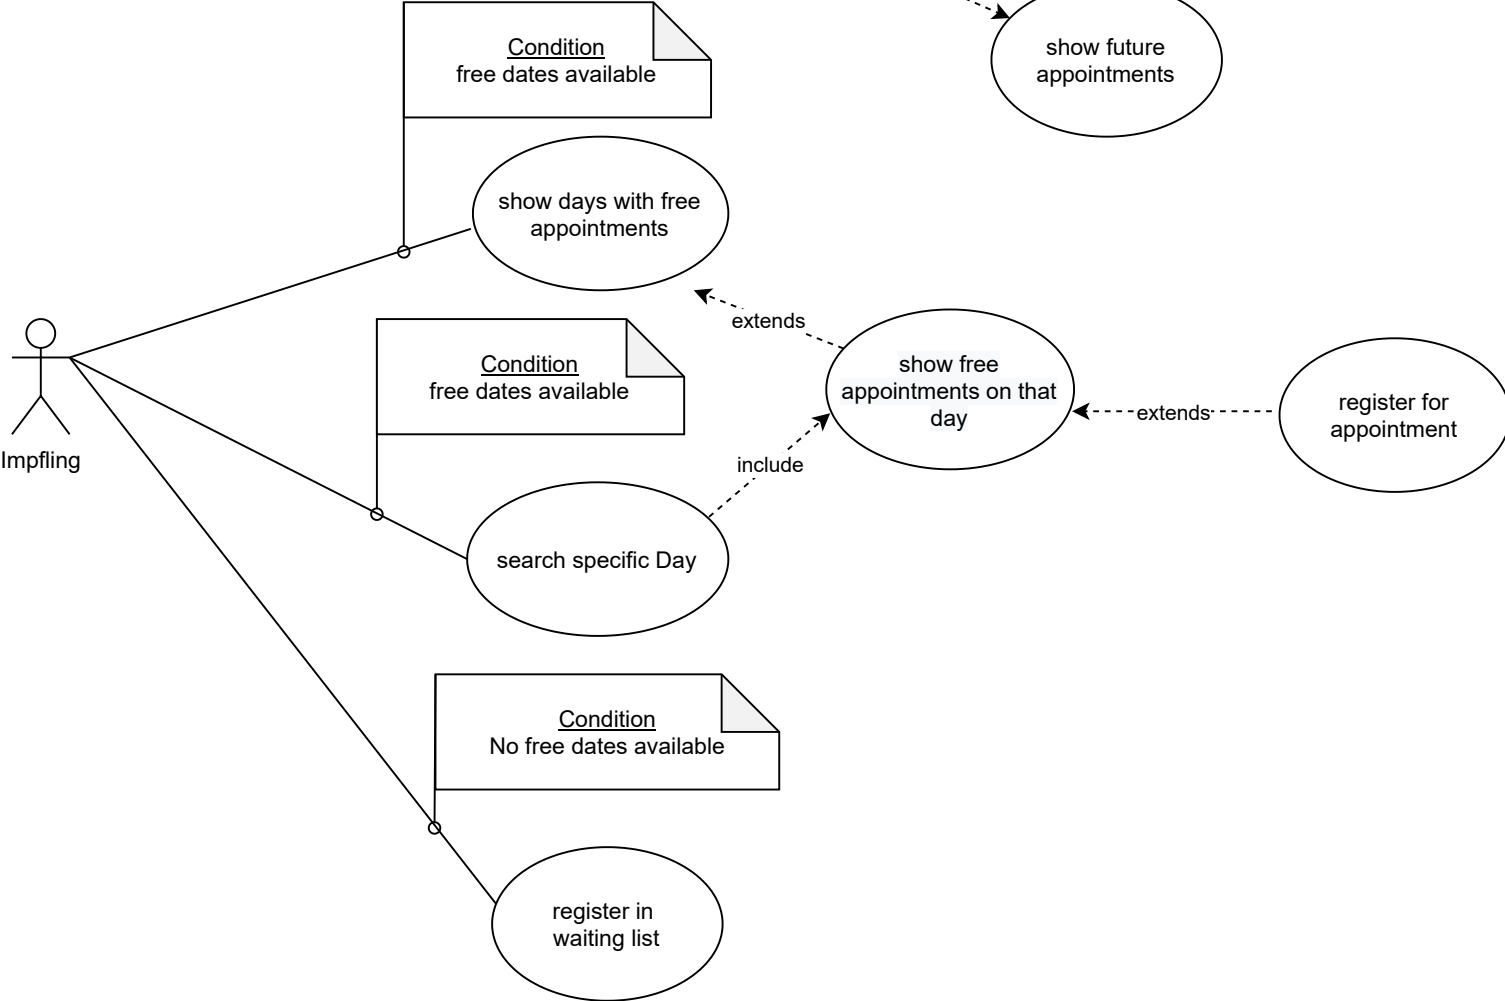 Condition
free dates available
show future
appointments
show days with free
appointments
extends
Condition
free dates available
show free
appointments on that
day
extends
register for
appointment
Impfling
include
search specific Day
Condition
No free dates available
register in
waiting list